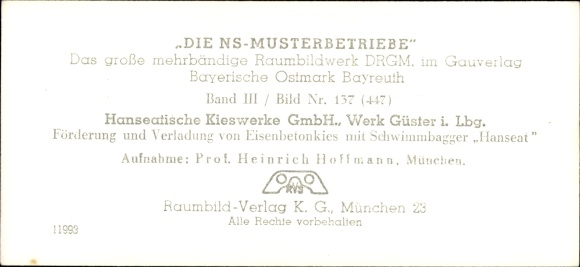 „DIE NS-MUSTERBETRIEBE“
Das große mehrbändige Raumbildwerk DRGM. im Gauverlag
Bayerische Ostmark Bayreuth
Band III / Bild Nr. 137 (447)
Hanseatische Kieswerke GmbH., Werk Güster i. Lbg.
Förderung und Verladung von Eisenbetonkies mit Schwimmbagger „Hanseat“
Aufnahme: Prof. Heinrich Hoffmann, München.
RVS
Raumbild-Verlag K. G., München 23
Alle Rechte vorbehalten
11993